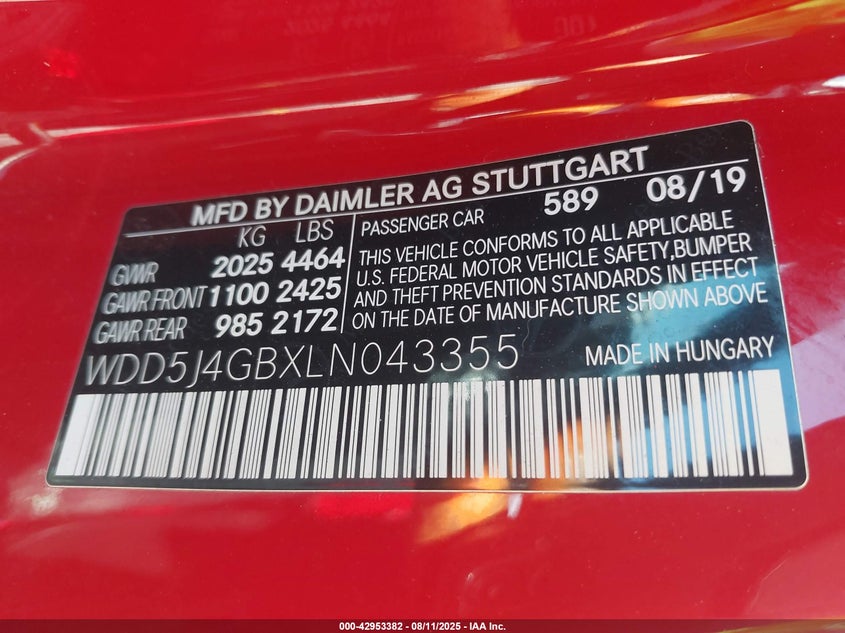 MFD BY DAIMLER AG STUTTGART
KG LBS
GVWR 2025 4464
GAWR FRONT 1100 2425
GAWR REAR 985 2172
PASSENGER CAR 589 08/19
THIS VEHICLE CONFORMS TO ALL APPLICABLE
U.S. FEDERAL MOTOR VEHICLE SAFETY,BUMPER
AND THEFT PREVENTION STANDARDS IN EFFECT
ON THE DATE OF MANUFACTURE SHOWN ABOVE
WDD5J4GBXLN043355 MADE IN HUNGARY
000-42953382 - 08/11/2025 - IAA Inc.